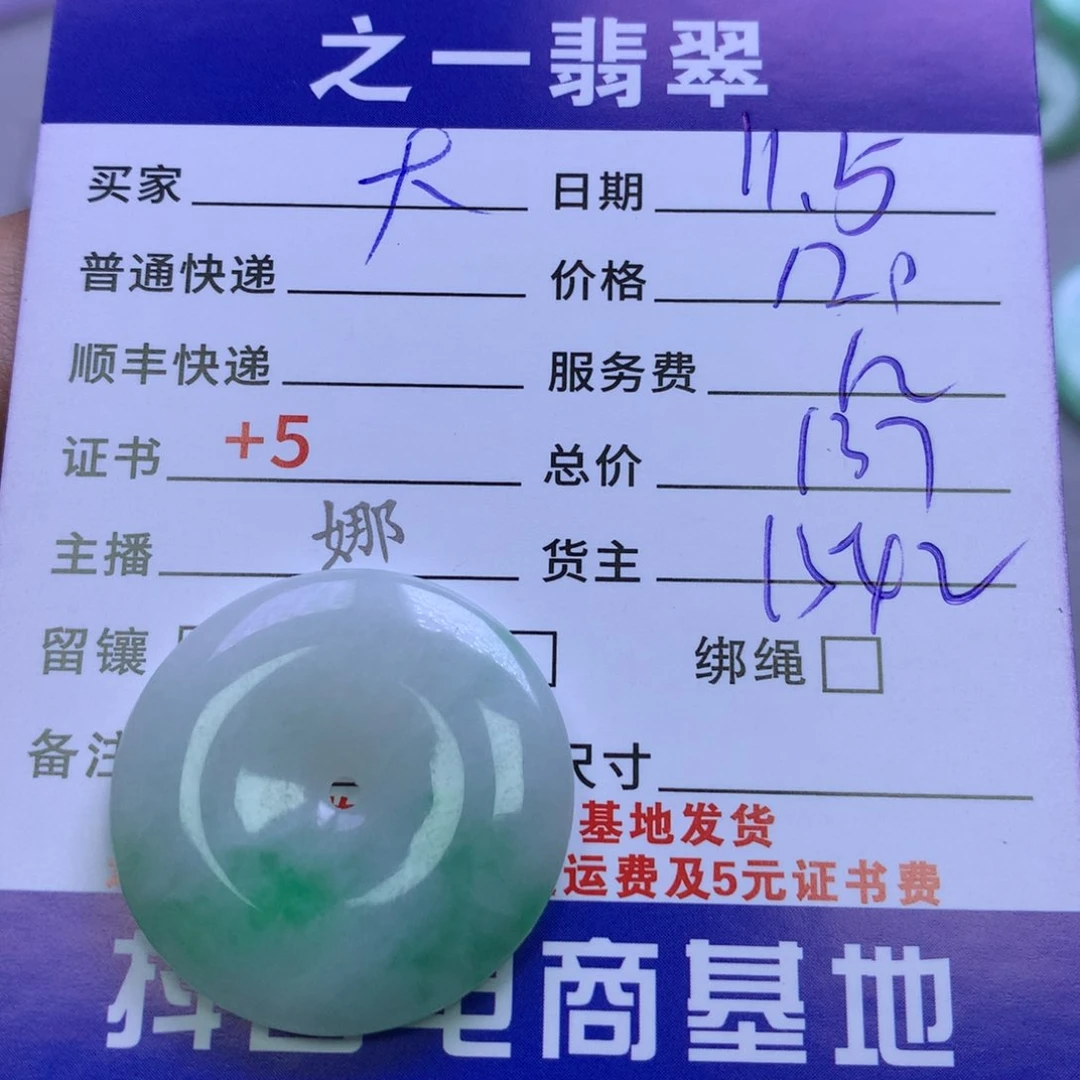 之一翡翠
买家 日期 11.5
普通快递 价格 120
顺丰快递 服务费 12
证书 +5 总价 137
主播 娜 货主
留镶 绑绳
备注 尺寸
基地发货
运费及5元证书费
电商基地